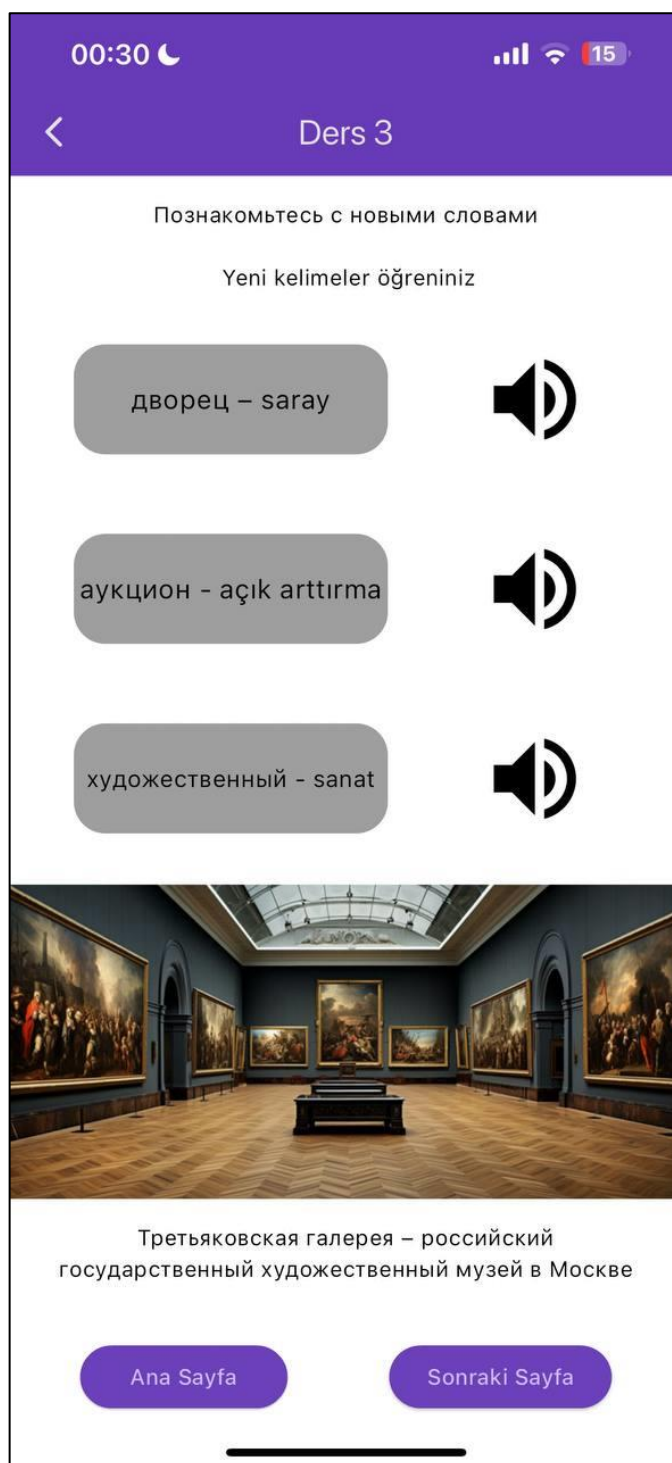 00:30
15
Ders 3
Познакомьтесь с новыми словами
Yeni kelimeler öğreniniz
дворец – saray
аукцион - açık arttırma
художественный - sanat
Третьяковская галерея – российский
государственный художественный музей в Москве
Ana Sayfa
Sonraki Sayfa